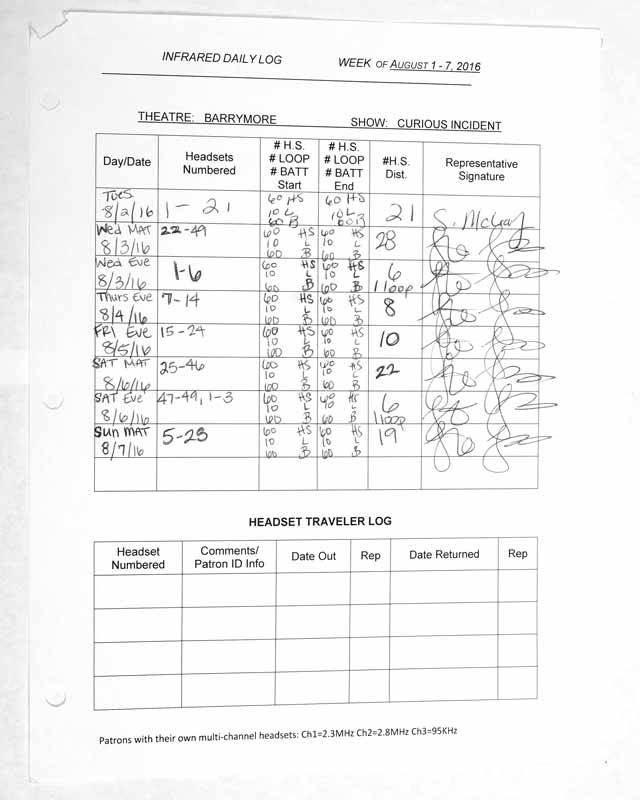 INFRARED DAILY LOG WEEK OF AUGUST 1 - 7, 2016
THEATRE: BARRYMORE SHOW: CURIOUS INCIDENT
Day/Date Headsets Numbered # H.S. # LOOP # BATT Start # H.S. # LOOP # BATT End #H.S. Dist. Representative Signature
Tues 8/2/16 1 - 21 60 HS 10 L 60 B 60 HS 10 L 60 B 21
Wed MAT 8/3/16 22-49 60 HS 10 L 60 B 60 HS 10 L 60 B 28
Wed Eve 8/3/16 1-6 60 HS 10 L 60 B 60 HS 10 L 60 B 6 1 loop
Thurs Eve 8/4/16 7-14 60 HS 10 L 60 B 60 HS 10 L 60 B 8
FRI Eve 8/5/16 15-24 60 HS 10 L 60 B 60 HS 10 L 60 B 10
SAT MAT 8/6/16 25-46 60 HS 10 L 60 B 60 HS 10 L 60 B 22
SAT Eve 8/6/16 47-49, 1-3 60 HS 10 L 60 B 60 HS 10 L 60 B 6 1 loop
Sun MAT 8/7/16 5-23 60 HS 10 L 60 B 60 HS 10 L 60 B 19
HEADSET TRAVELER LOG
Headset Numbered Comments/ Patron ID Info Date Out Rep Date Returned Rep
Patrons with their own multi-channel headsets: Ch1=2.3MHz Ch2=2.8MHz Ch3=95KHz